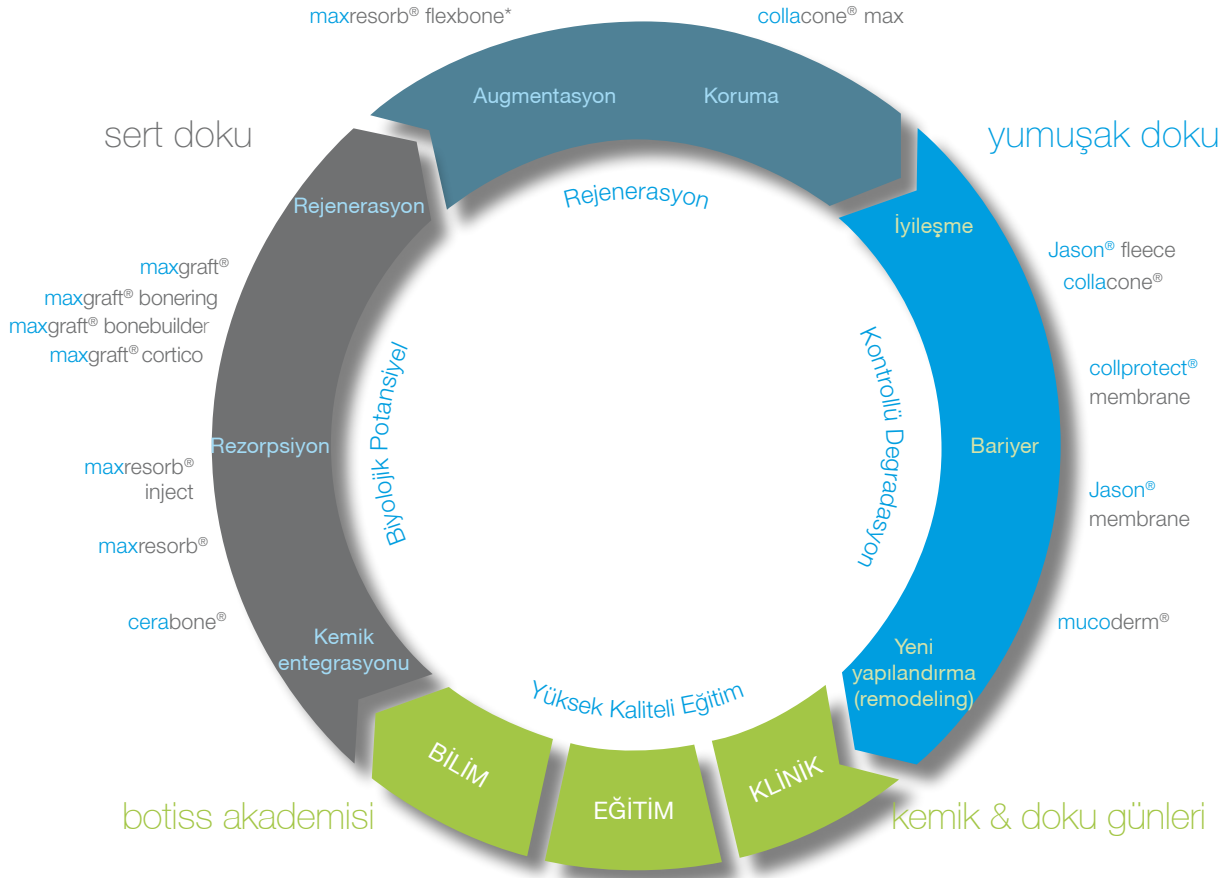 maxresorb® flexbone*
collacone® max
Augmentasyon
Koruma
sert doku
yumuşak doku
Rejenerasyon
Rejenerasyon
İyileşme
maxgraft®
maxgraft® bonering
maxgraft® bonebuilder
maxgraft® cortico
Jason® fleece
collacone®
Biyolojik Potansiyel
Kontrollü Degradasyon
collprotect®
membrane
Rezorpsiyon
Bariyer
maxresorb®
inject
Jason®
membrane
maxresorb®
cerabone®
mucoderm®
Kemik
entegrasyonu
Yeni
yapılandırma
(remodeling)
Yüksek Kaliteli Eğitim
BİLİM
EĞİTİM
KLİNİK
botiss akademisi
kemik & doku günleri